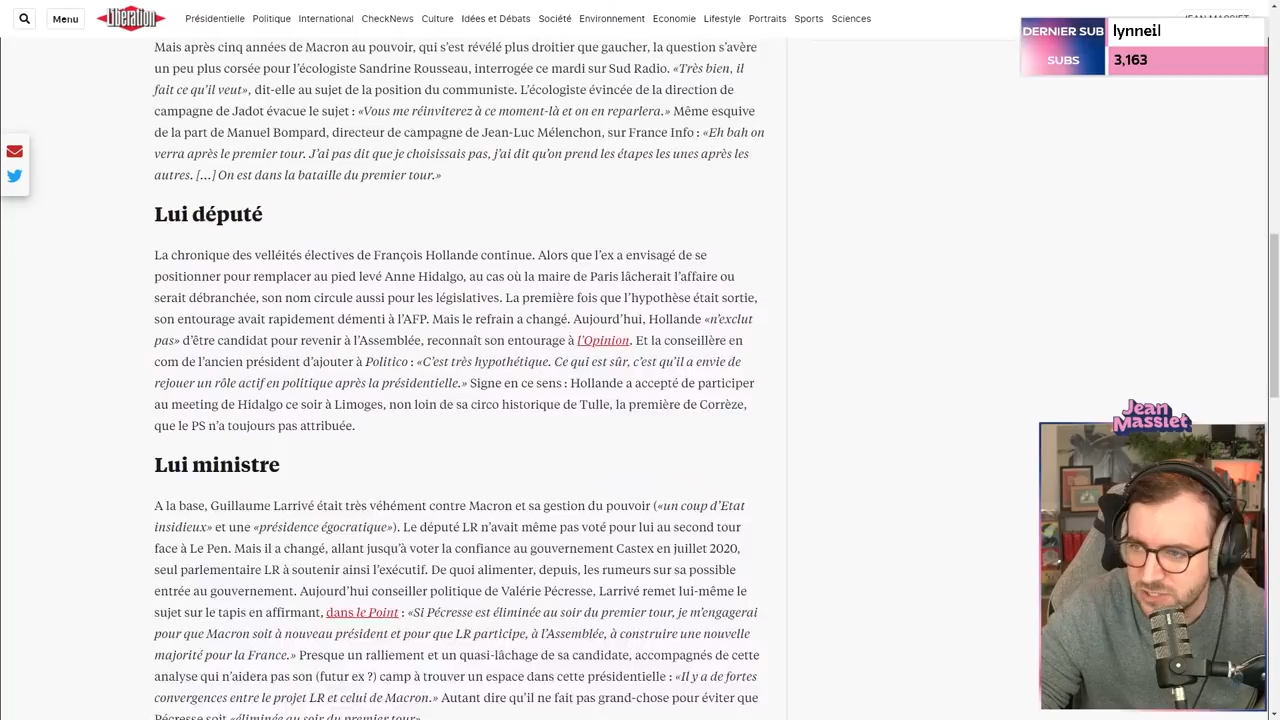 Menu
Libération
Présidentielle Politique International CheckNews Culture Idées et Débats Société Environnement Economie Lifestyle Portraits Sports Sciences
DERNIER SUB lynneil
SUBS 3,163
Mais après cinq années de Macron au pouvoir, qui s’est révélé plus droitier que gaucher, la question s’avère
un peu plus corsée pour l’écologiste Sandrine Rousseau, interrogée ce mardi sur Sud Radio. «Très bien, il
fait ce qu’il veut», dit-elle au sujet de la position du communiste. L’écologiste évincée de la direction de
campagne de Jadot évacue le sujet : «Vous me réinviterez à ce moment-là et on en reparlera.» Même esquive
de la part de Manuel Bompard, directeur de campagne de Jean-Luc Mélenchon, sur France Info : «Eh bah on
verra après le premier tour. J’ai pas dit que je choisissais pas, j’ai dit qu’on prend les étapes les unes après les
autres. […] On est dans la bataille du premier tour.»
Lui député
La chronique des velléités électives de François Hollande continue. Alors que l’ex a envisagé de se
positionner pour remplacer au pied levé Anne Hidalgo, au cas où la maire de Paris lâcherait l’affaire ou
serait débranchée, son nom circule aussi pour les législatives. La première fois que l’hypothèse était sortie,
son entourage avait rapidement démenti à l’AFP. Mais le refrain a changé. Aujourd’hui, Hollande «n’exclut
pas» d’être candidat pour revenir à l’Assemblée, reconnaît son entourage à l’Opinion. Et la conseillère en
com de l’ancien président d’ajouter à Politico : «C’est très hypothétique. Ce qui est sûr, c’est qu’il a envie de
rejouer un rôle actif en politique après la présidentielle.» Signe en ce sens : Hollande a accepté de participer
au meeting de Hidalgo ce soir à Limoges, non loin de sa circo historique de Tulle, la première de Corrèze,
que le PS n’a toujours pas attribuée.
Jean
Massiet
Lui ministre
A la base, Guillaume Larrivé était très véhément contre Macron et sa gestion du pouvoir («un coup d’Etat
insidieux» et une «présidence égocratique»). Le député LR n’avait même pas voté pour lui au second tour
face à Le Pen. Mais il a changé, allant jusqu’à voter la confiance au gouvernement Castex en juillet 2020,
seul parlementaire LR à soutenir ainsi l’exécutif. De quoi alimenter, depuis, les rumeurs sur sa possible
entrée au gouvernement. Aujourd’hui conseiller politique de Valérie Pécresse, Larrivé remet lui-même le
sujet sur le tapis en affirmant, dans le Point : «Si Pécresse est éliminée au soir du premier tour, je m’engagerai
pour que Macron soit à nouveau président et pour que LR participe, à l’Assemblée, à construire une nouvelle
majorité pour la France.» Presque un ralliement et un quasi-lâchage de sa candidate, accompagnés de cette
analyse qui n’aidera pas son (futur ex ?) camp à trouver un espace dans cette présidentielle : «Il y a de fortes
convergences entre le projet LR et celui de Macron.» Autant dire qu’il ne fait pas grand-chose pour éviter que
Pécresse soit «éliminée au soir du premier tour».